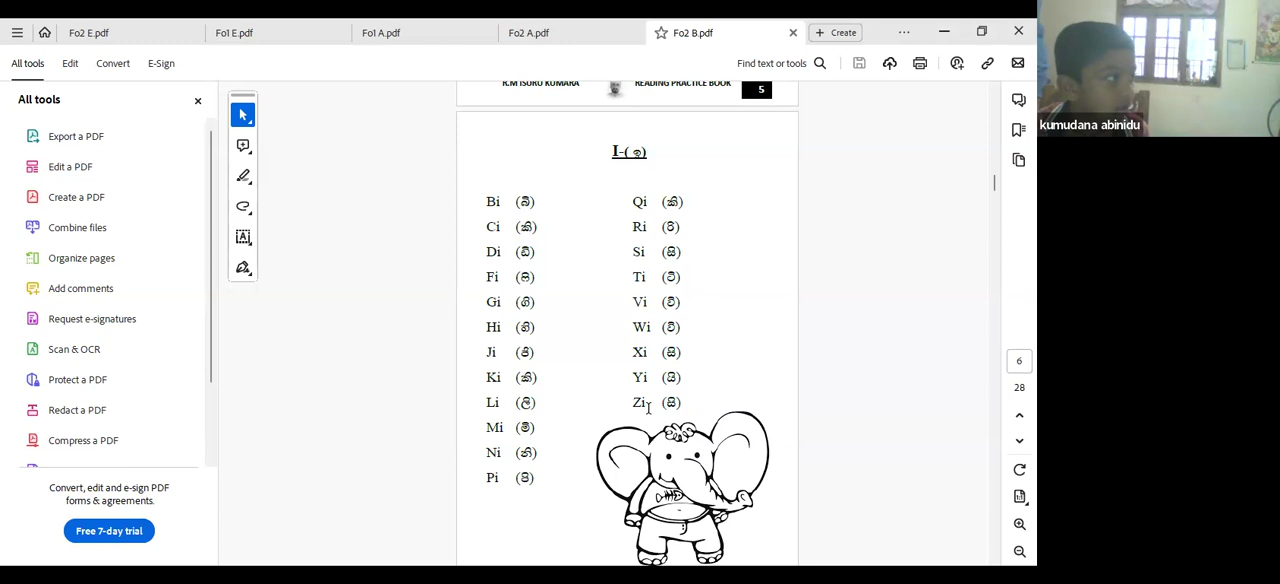 Fo2 E.pdf
Fo1 E.pdf
Fo1 A.pdf
Fo2 A.pdf
Fo2 B.pdf
Create
All tools
Edit
Convert
E-Sign
Find text or tools
All tools
Export a PDF
Edit a PDF
Create a PDF
Combine files
Organize pages
Add comments
Request e-signatures
Scan & OCR
Protect a PDF
Redact a PDF
Compress a PDF
Convert, edit and e-sign PDF
forms & agreements.
Free 7-day trial
R.M ISURU KUMARA READING PRACTICE BOOK 5
I-( ඉ)
Bi (බි)
Ci (කි)
Di (ඩි)
Fi (ෆි)
Gi (ගි)
Hi (හි)
Ji (ජි)
Ki (කි)
Li (ලි)
Mi (මි)
Ni (නි)
Pi (පි)
Qi (කි)
Ri (රි)
Si (සි)
Ti (ටි)
Vi (වි)
Wi (වි)
Xi (සි)
Yi (යි)
Zi (සි)
6
28
kumudana abinidu